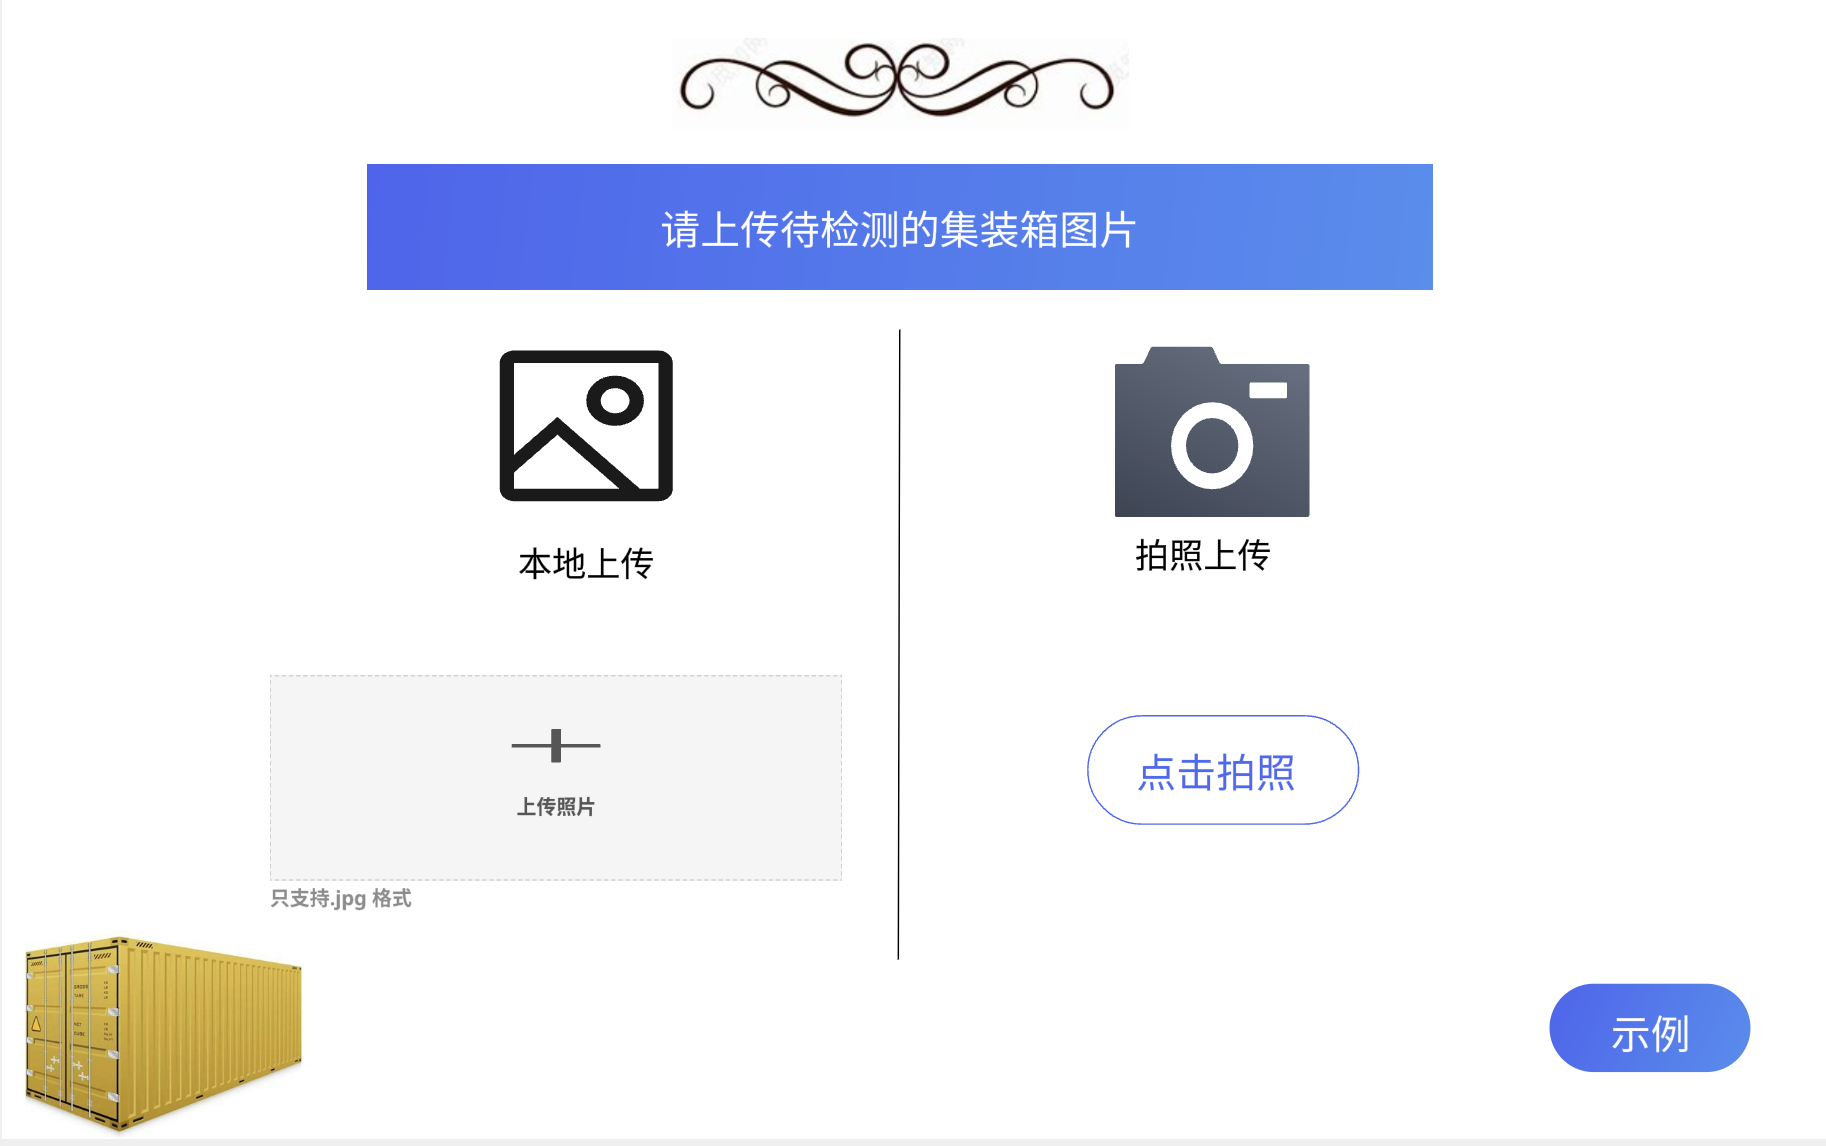 请上传待检测的集装箱图片
本地上传
拍照上传
上传照片
点击拍照
只支持.jpg 格式
示例